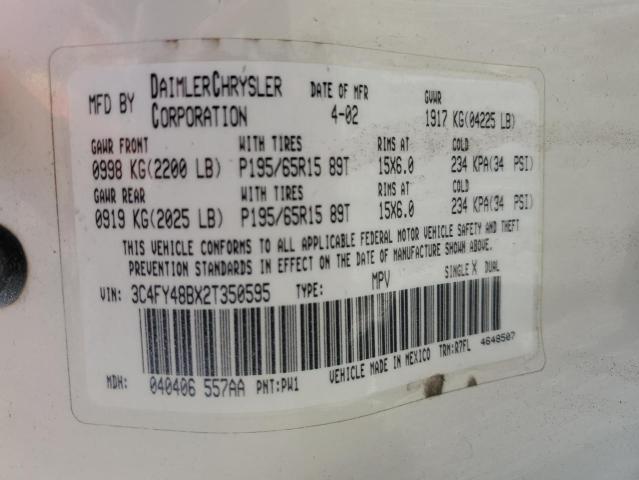 MFD BY DAIMLERCHRYSLER CORPORATION DATE OF MFR 4-02 GVWR 1917 KG(04225 LB)
GAWR FRONT WITH TIRES RIMS AT COLD
0998 KG(2200 LB) P195/65R15 89T 15X6.0 234 KPA(34 PSI)
GAWR REAR WITH TIRES RIMS AT COLD
0919 KG(2025 LB) P195/65R15 89T 15X6.0 234 KPA(34 PSI)
THIS VEHICLE CONFORMS TO ALL APPLICABLE FEDERAL MOTOR VEHICLE SAFETY AND THEFT
PREVENTION STANDARDS IN EFFECT ON THE DATE OF MANUFACTURE SHOWN ABOVE.
VIN: 3C4FY48BX2T350595 TYPE: MPV SINGLE X DUAL
MDH: 040406 557AA PNT:PW1 VEHICLE MADE IN MEXICO TRM:R7FL 4648507